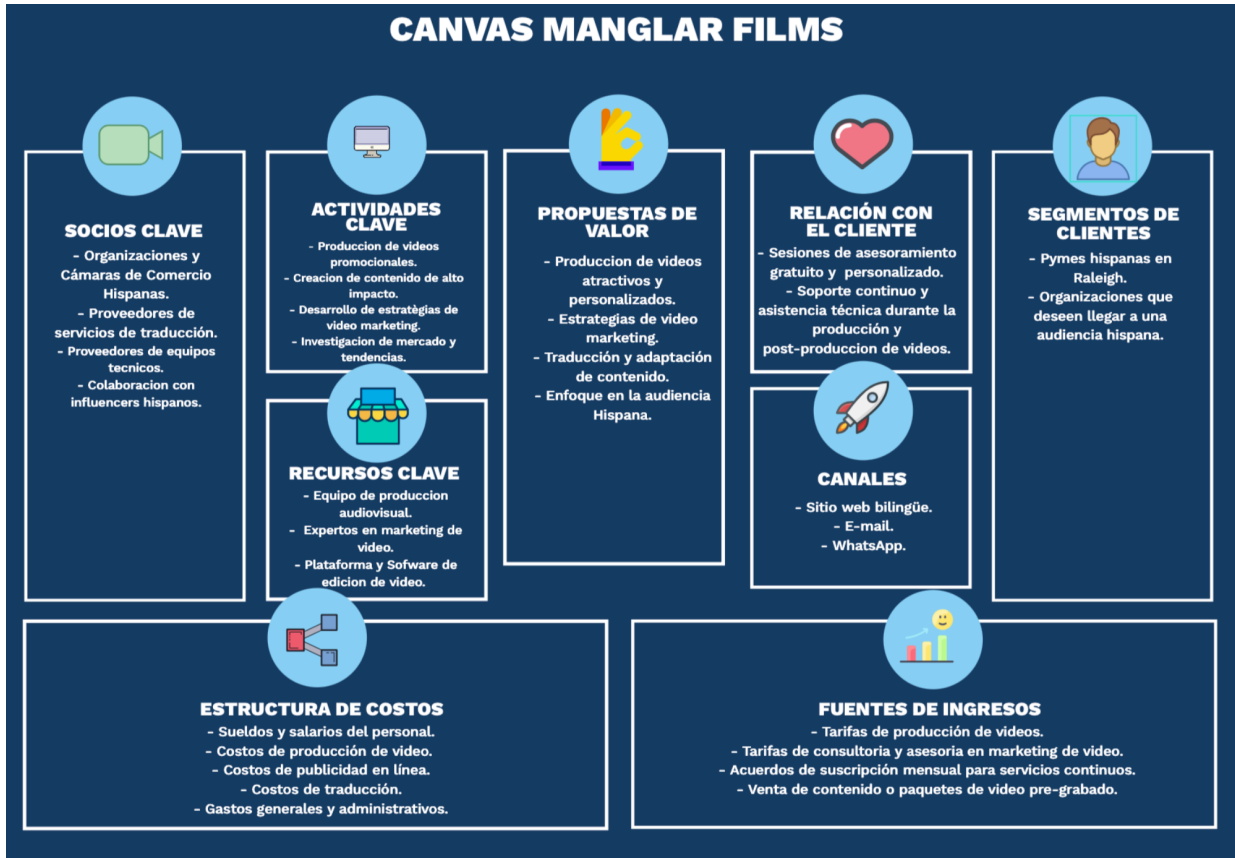 CANVAS MANGLAR FILMS
SOCIOS CLAVE
- Organizaciones y
Cámaras de Comercio
Hispanas.
- Proveedores de
servicios de traducción.
- Proveedores de equipos
tecnicos.
- Colaboracion con
influencers hispanos.
ACTIVIDADES
CLAVE
- Produccion de videos
promocionales.
- Creacion de contenido de alto
impacto.
- Desarrollo de estratègias de
video marketing.
- Investigacion de mercado y
tendencias.
RECURSOS CLAVE
- Equipo de produccion
audiovisual.
- Expertos en marketing de
video.
- Plataforma y Sofware de
edicion de video.
PROPUESTAS DE
VALOR
- Produccion de videos
atractivos y
personalizados.
- Estrategias de video
marketing.
- Traducción y adaptación
de contenido.
- Enfoque en la audiencia
Hispana.
RELACIÓN CON
EL CLIENTE
- Sesiones de asesoramiento
gratuito y personalizado.
- Soporte continuo y
asistencia técnica durante la
producción y
post-produccion de videos.
CANALES
- Sitio web bilingüe.
- E-mail.
- WhatsApp.
SEGMENTOS DE
CLIENTES
- Pymes hispanas en
Raleigh.
- Organizaciones que
deseen llegar a una
audiencia hispana.
ESTRUCTURA DE COSTOS
- Sueldos y salarios del personal.
- Costos de producción de video.
- Costos de publicidad en línea.
- Costos de traducción.
- Gastos generales y administrativos.
FUENTES DE INGRESOS
- Tarifas de producción de videos.
- Tarifas de consultoria y asesoria en marketing de video.
- Acuerdos de suscripción mensual para servicios continuos.
- Venta de contenido o paquetes de video pre-grabado.